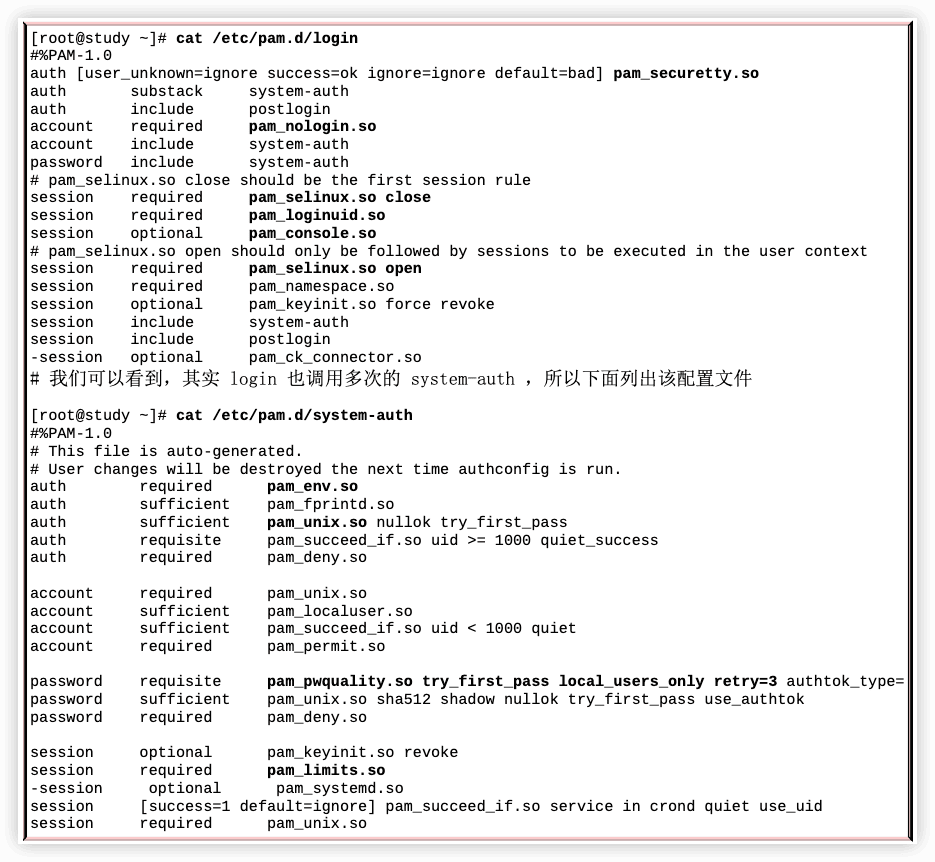 [root@study ~]# cat /etc/pam.d/login
#%PAM-1.0
auth [user_unknown=ignore success=ok ignore=ignore default=bad] pam_securetty.so
auth       substack     system-auth
auth       include      postlogin
account    required     pam_nologin.so
account    include      system-auth
password   include      system-auth
# pam_selinux.so close should be the first session rule
session    required     pam_selinux.so close
session    required     pam_loginuid.so
session    optional     pam_console.so
# pam_selinux.so open should only be followed by sessions to be executed in the user context
session    required     pam_selinux.so open
session    required     pam_namespace.so
session    optional     pam_keyinit.so force revoke
session    include      system-auth
session    include      postlogin
-session   optional     pam_ck_connector.so
# 我们可以看到，其实 login 也调用多次的 system-auth ，所以下面列出该配置文件
[root@study ~]# cat /etc/pam.d/system-auth
#%PAM-1.0
# This file is auto-generated.
# User changes will be destroyed the next time authconfig is run.
auth        required      pam_env.so
auth        sufficient    pam_fprintd.so
auth        sufficient    pam_unix.so nullok try_first_pass
auth        requisite     pam_succeed_if.so uid >= 1000 quiet_success
auth        required      pam_deny.so
account     required      pam_unix.so
account     sufficient    pam_localuser.so
account     sufficient    pam_succeed_if.so uid < 1000 quiet
account     required      pam_permit.so
password    requisite     pam_pwquality.so try_first_pass local_users_only retry=3 authtok_type=
password    sufficient    pam_unix.so sha512 shadow nullok try_first_pass use_authtok
password    required      pam_deny.so
session     optional      pam_keyinit.so revoke
session     required      pam_limits.so
-session     optional      pam_systemd.so
session     [success=1 default=ignore] pam_succeed_if.so service in crond quiet use_uid
session     required      pam_unix.so